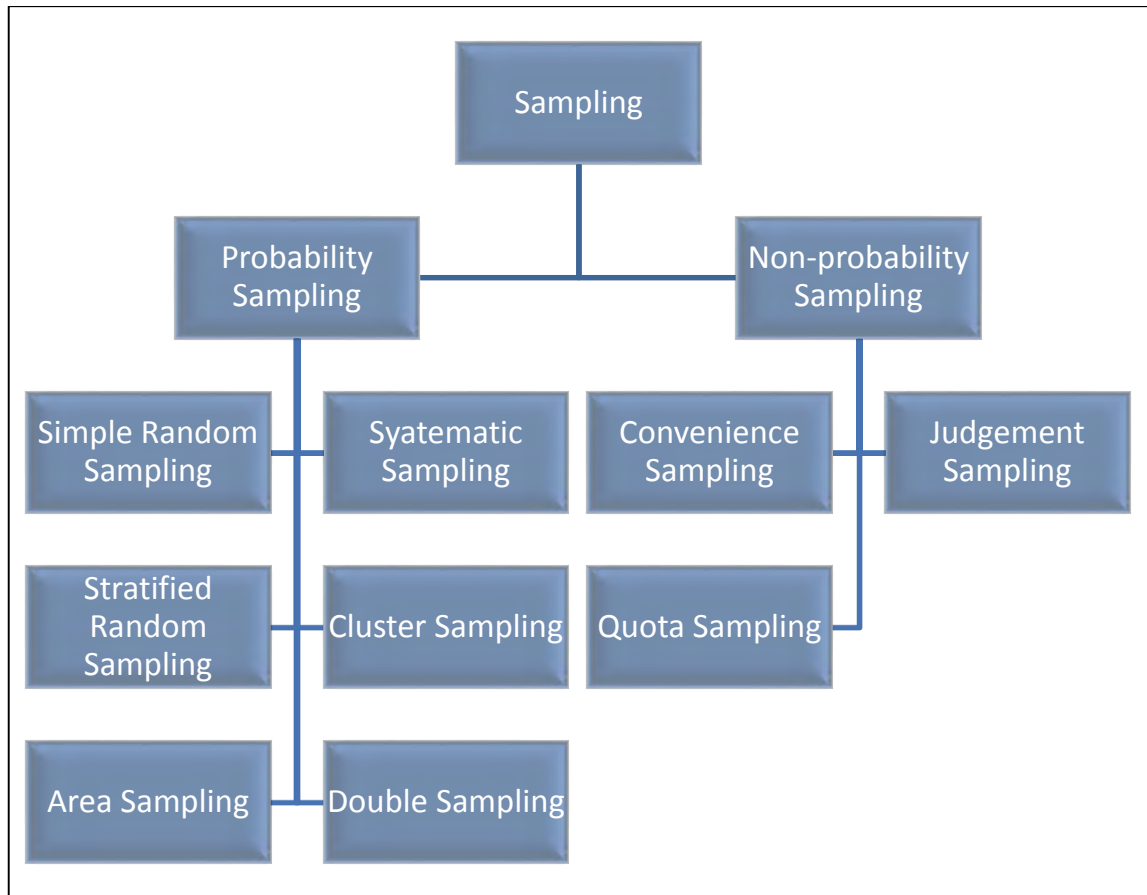 Sampling
Probability
Sampling
Non-probability
Sampling
Simple Random
Sampling
Syatematic
Sampling
Convenience
Sampling
Judgement
Sampling
Stratified
Random
Sampling
Cluster Sampling
Quota Sampling
Area Sampling
Double Sampling